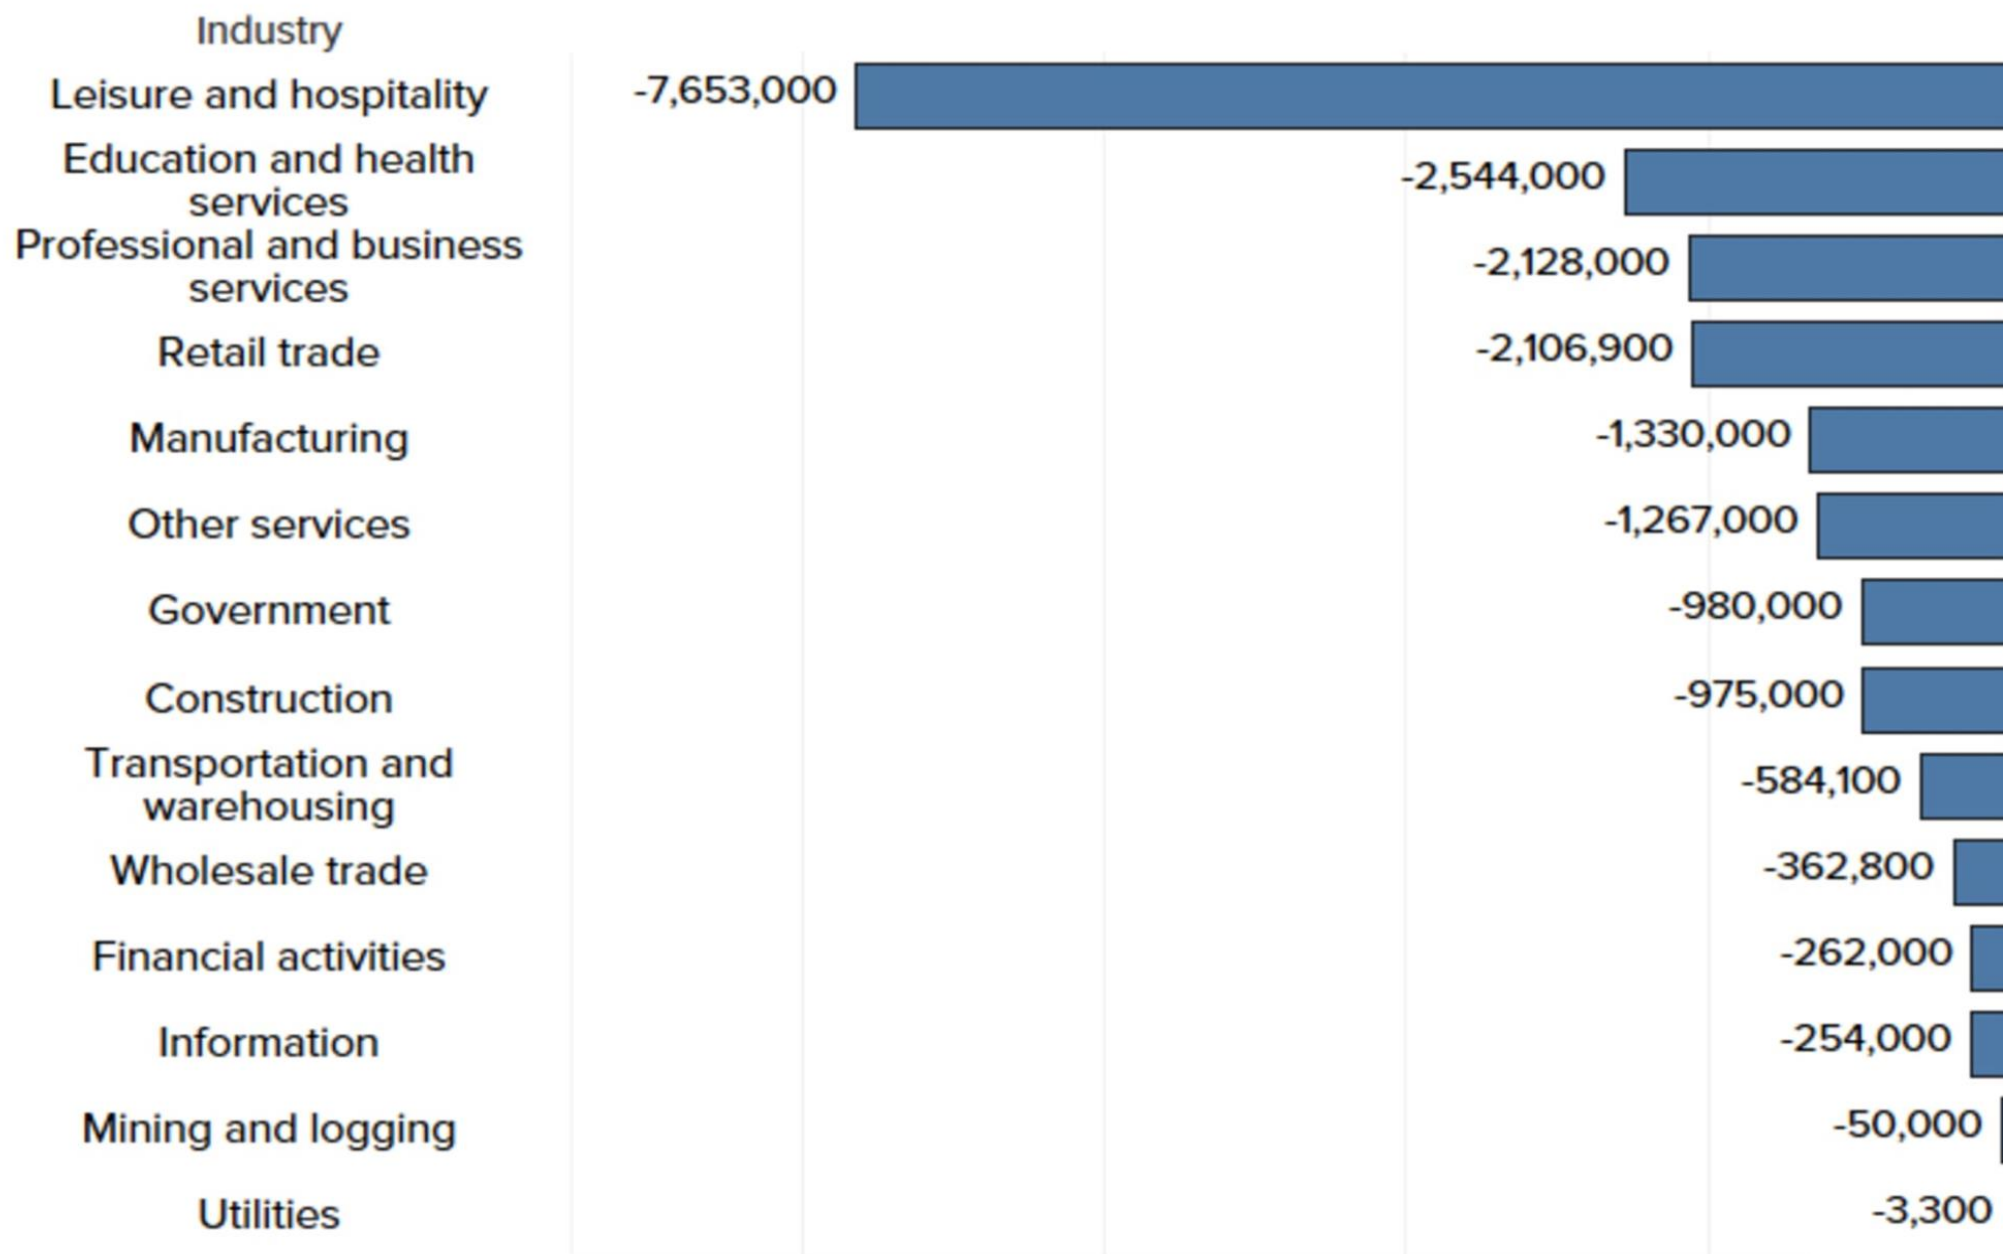 Industry
Leisure and hospitality
-7,653,000
Education and health
services
-2,544,000
Professional and business
services
-2,128,000
Retail trade
-2,106,900
Manufacturing
-1,330,000
Other services
-1,267,000
Government
-980,000
Construction
-975,000
Transportation and
warehousing
-584,100
Wholesale trade
-362,800
Financial activities
-262,000
Information
-254,000
Mining and logging
-50,000
Utilities
-3,300